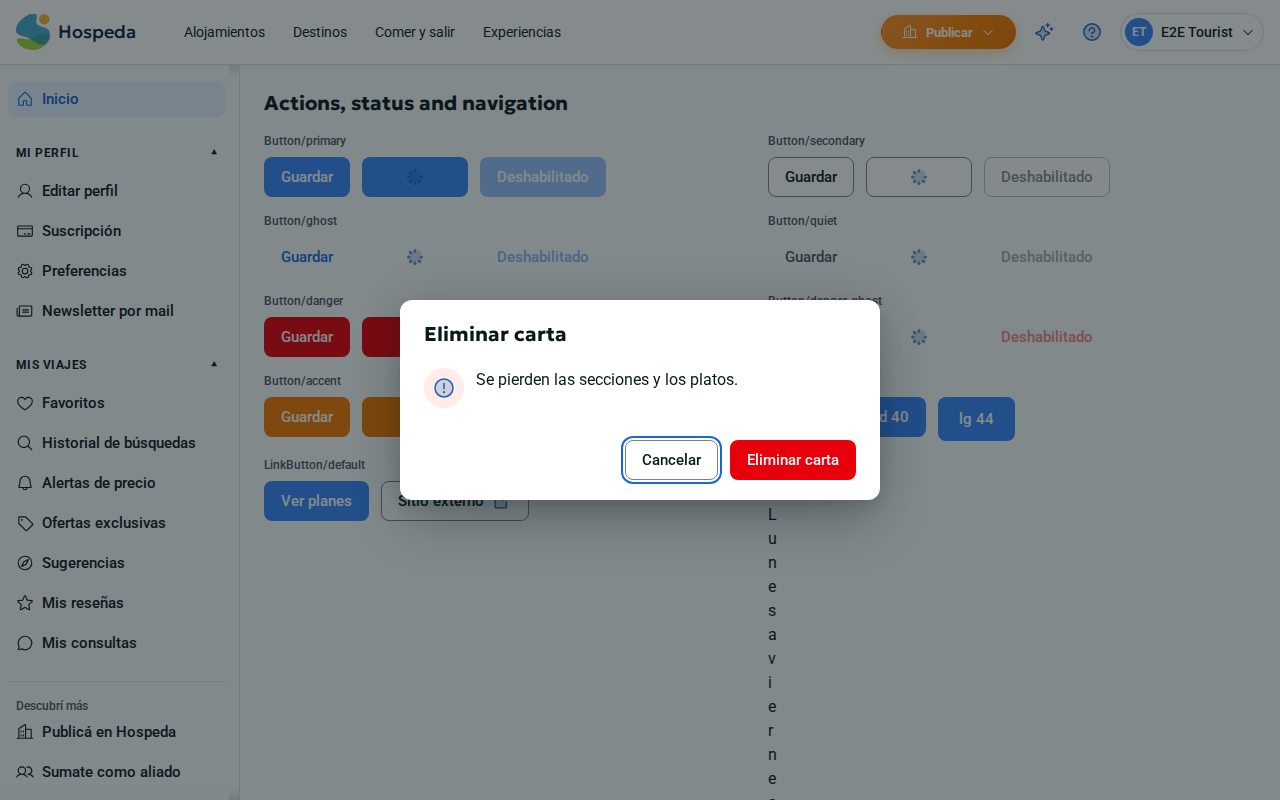 Hospeda
Alojamientos
Destinos
Comer y salir
Experiencias
Publicar
ET
E2E Tourist
Inicio
MI PERFIL
Editar perfil
Suscripción
Preferencias
Newsletter por mail
MIS VIAJES
Favoritos
Historial de búsquedas
Alertas de precio
Ofertas exclusivas
Sugerencias
Mis reseñas
Mis consultas
Descubrí más
Publicá en Hospeda
Sumate como aliado
Actions, status and navigation
Button/primary
Guardar
Deshabilitado
Button/secondary
Guardar
Deshabilitado
Button/ghost
Guardar
Deshabilitado
Button/quiet
Guardar
Deshabilitado
Button/danger
Guardar
Button/danger-ghost
Deshabilitado
Button/accent
Guardar
40
lg 44
LinkButton/default
Ver planes
Sitio externo
Eliminar carta
Se pierden las secciones y los platos.
Cancelar
Eliminar carta
L
u
n
e
s
a
v
i
e
r
n
e